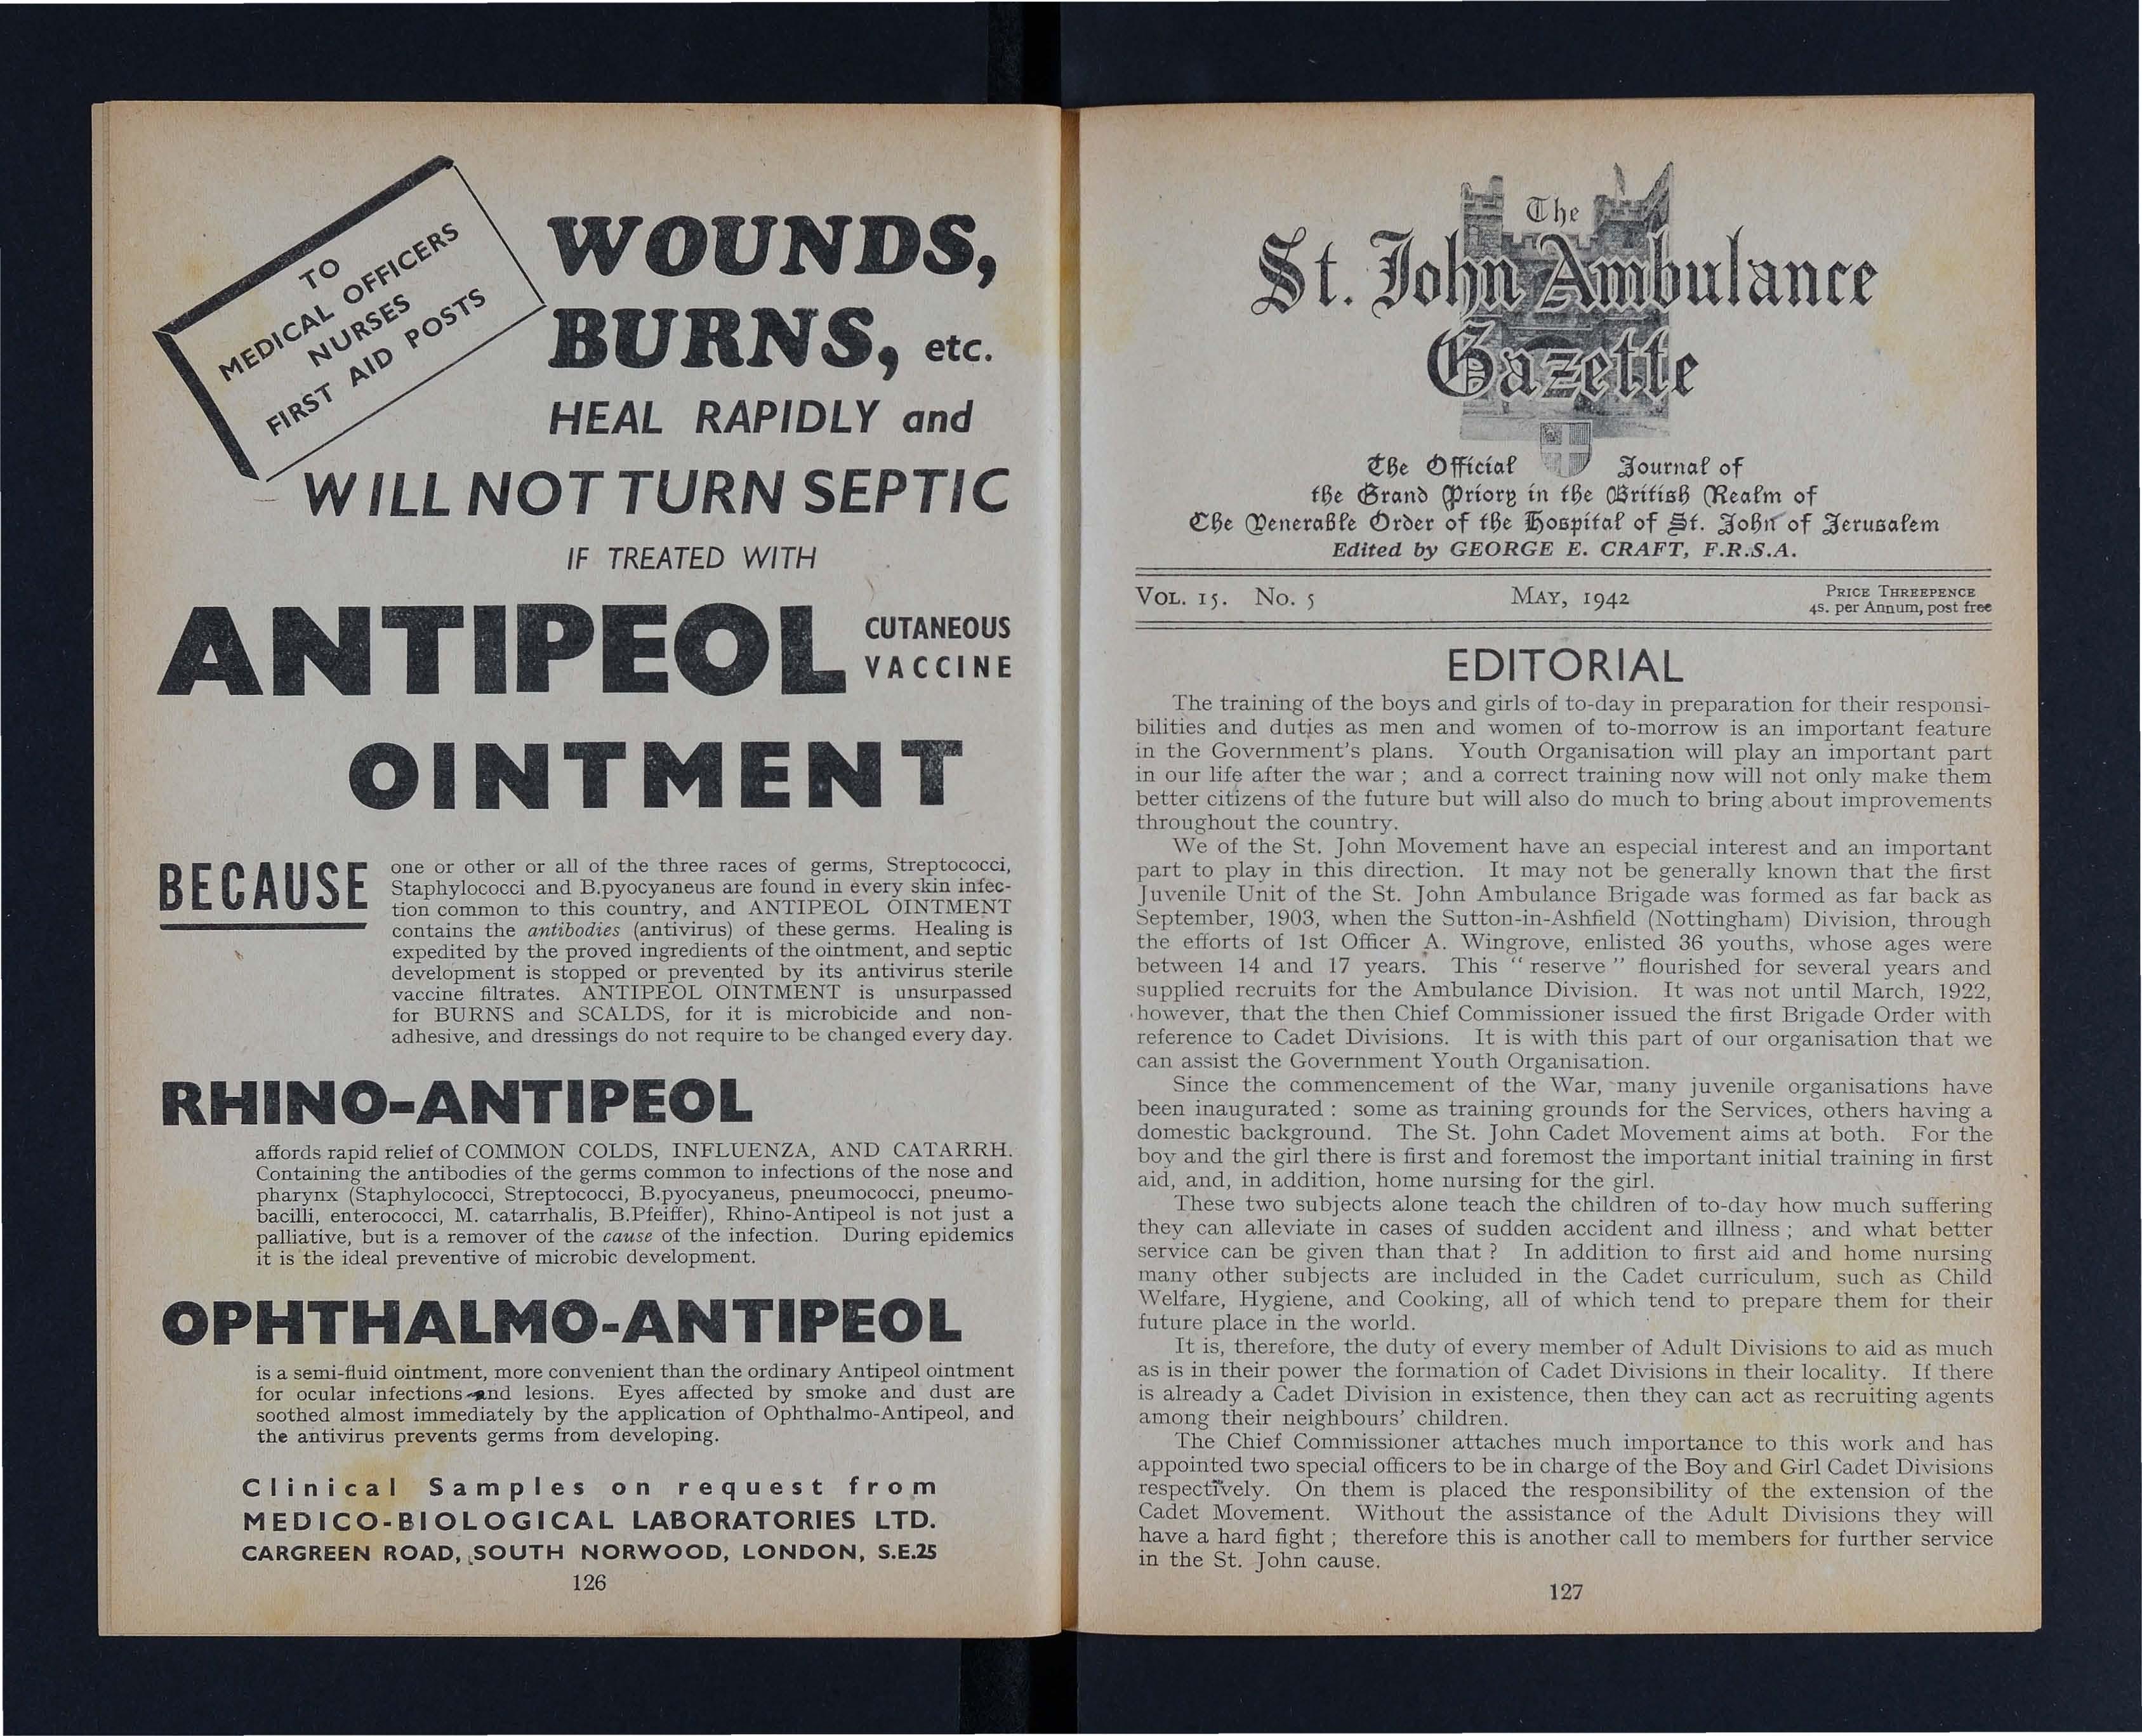 TO
MEDICAL OFFICERS
NURSES
FIRST AID POSTS
WOUNDS,
BURNS, etc.
HEAL RAPIDLY and
WILL NOT TURN SEPTIC
IF TREATED WITH
ANTIPEOL CUTANEOUS VACCINE
OINTMENT
BECAUSE one or other or all of the three races of germs, Streptococci,
Staphylococci and B.pyocyaneus are found in every skin infec-
tion common to this country, and ANTIPEOL OINTMENT
contains the antibodies (antivirus) of these germs. Healing is
expedited by the proved ingredients of the ointment, and septic
development is stopped or prevented by its antivirus sterile
vaccine filtrates. ANTIPEOL OINTMENT is unsurpassed
for BURNS and SCALDS, for it is microbicide and non-
adhesive, and dressings do not require to be changed every day.
RHINO-ANTIPEOL
affords rapid relief of COMMON COLDS, INFLUENZA, AND CATARRH.
Containing the antibodies of the germs common to infections of the nose and
pharynx (Staphylococci, Streptococci, B.pyocyaneus, pneumococci, pneumo-
bacilli, enterococci, M. catarrhalis, B.Pfeiffer), Rhino-Antipeol is not just a
palliative, but is a remover of the cause of the infection. During epidemics
it is the ideal preventive of microbic development.
OPHTHALMO-ANTIPEOL
is a semi-fluid ointment, more convenient than the ordinary Antipeol ointment
for ocular infections and lesions. Eyes affected by smoke and dust are
soothed almost immediately by the application of Ophthalmo-Antipeol, and
the antivirus prevents germs from developing.
Clinical Samples on request from
MEDICO-BIOLOGICAL LABORATORIES LTD.
CARGREEN ROAD, SOUTH NORWOOD, LONDON, S.E.25
126
The
St. John Ambulance
Gazette
The Official Journal of
the Grand Priory in the British Realm of
The Venerable Order of the Hospital of St. John of Jerusalem
Edited by GEORGE E. CRAFT, F.R.S.A.
VOL. 15. No. 5 MAY, 1942 PRICE THREEPENCE
4s. per Annum, post free
EDITORIAL
The training of the boys and girls of to-day in preparation for their responsi-
bilities and duties as men and women of to-morrow is an important feature
in the Government's plans. Youth Organisation will play an important part
in our life after the war ; and a correct training now will not only make them
better citizens of the future but will also do much to bring about improvements
throughout the country.
We of the St. John Movement have an especial interest and an important
part to play in this direction. It may not be generally known that the first
Juvenile Unit of the St. John Ambulance Brigade was formed as far back as
September, 1903, when the Sutton-in-Ashfield (Nottingham) Division, through
the efforts of 1st Officer A. Wingrove, enlisted 36 youths, whose ages were
between 14 and 17 years. This “ reserve ” flourished for several years and
supplied recruits for the Ambulance Division. It was not until March, 1922,
however, that the then Chief Commissioner issued the first Brigade Order with
reference to Cadet Divisions. It is with this part of our organisation that we
can assist the Government Youth Organisation.
Since the commencement of the War, many juvenile organisations have
been inaugurated : some as training grounds for the Services, others having a
domestic background. The St. John Cadet Movement aims at both. For the
boy and the girl there is first and foremost the important initial training in first
aid, and, in addition, home nursing for the girl.
These two subjects alone teach the children of to-day how much suffering
they can alleviate in cases of sudden accident and illness ; and what better
service can be given than that ? In addition to first aid and home nursing
many other subjects are included in the Cadet curriculum, such as Child
Welfare, Hygiene, and Cooking, all of which tend to prepare them for their
future place in the world.
It is, therefore, the duty of every member of Adult Divisions to aid as much
as is in their power the formation of Cadet Divisions in their locality. If there
is already a Cadet Division in existence, then they can act as recruiting agents
among their neighbours' children.
The Chief Commissioner attaches much importance to this work and has
appointed two special officers to be in charge of the Boy and Girl Cadet Divisions
respectively. On them is placed the responsibility of the extension of the
Cadet Movement. Without the assistance of the Adult Divisions they will
have a hard fight ; therefore this is another call to members for further service
in the St. John cause.
127